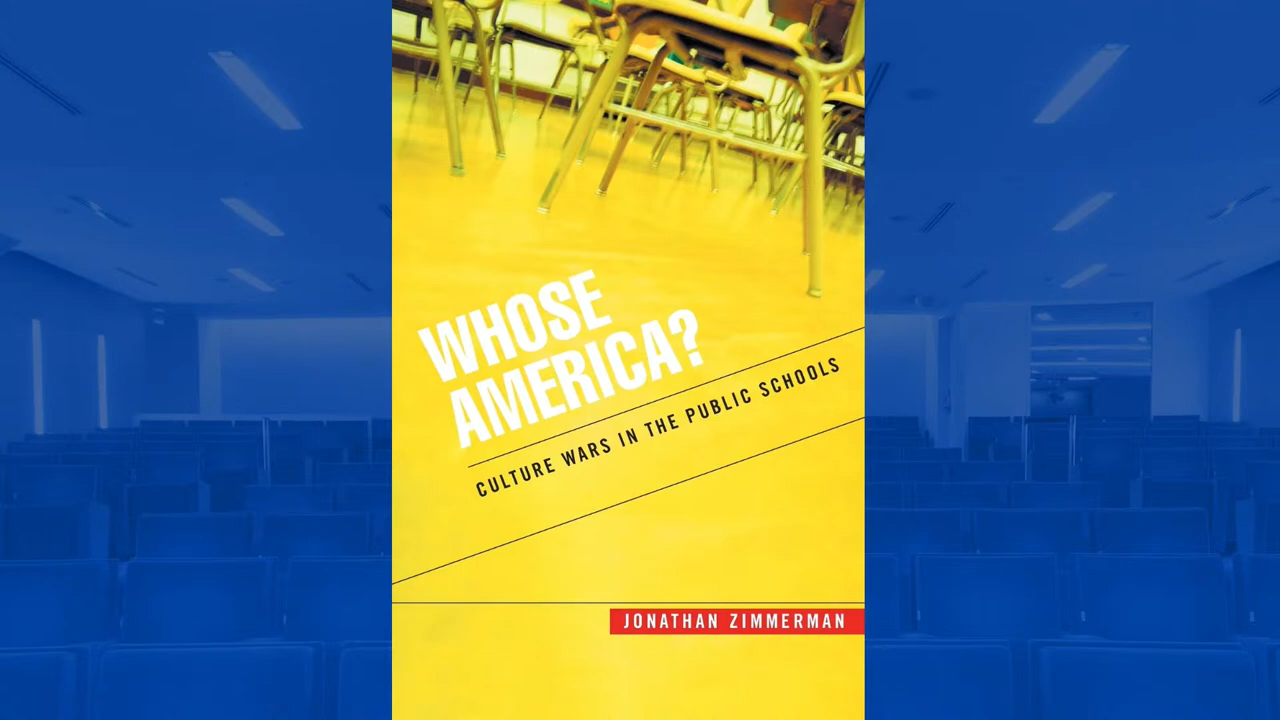 WHOSE
AMERICA?
CULTURE WARS IN THE PUBLIC SCHOOLS
JONATHAN ZIMMERMAN